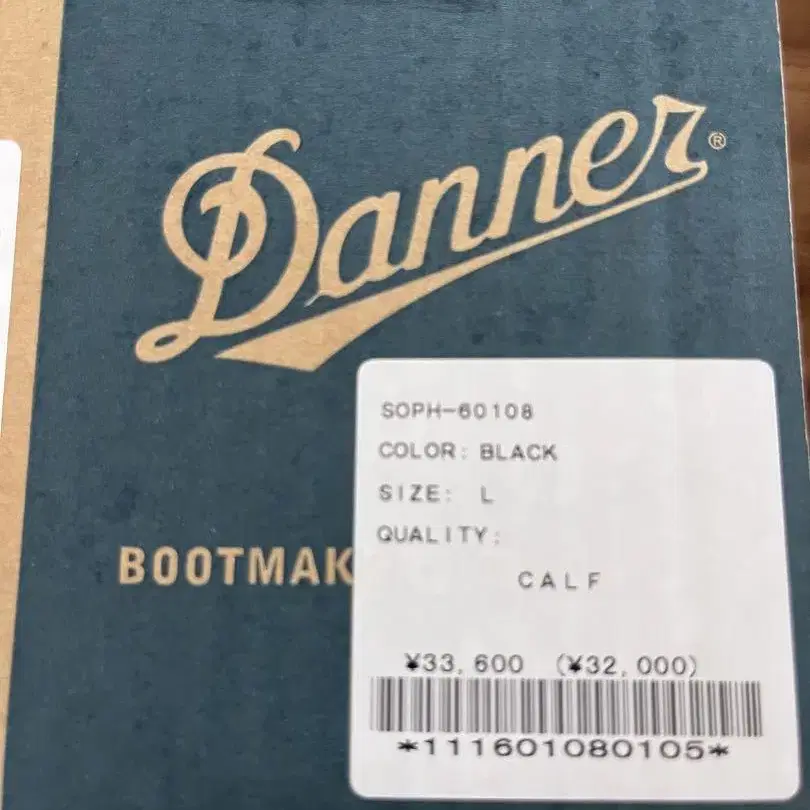 Danner®
SOPH-60108
COLOR: BLACK
SIZE: L
QUALITY:
CALF
BOOTMAK
¥33,600 (¥32,000)
*111601080105*